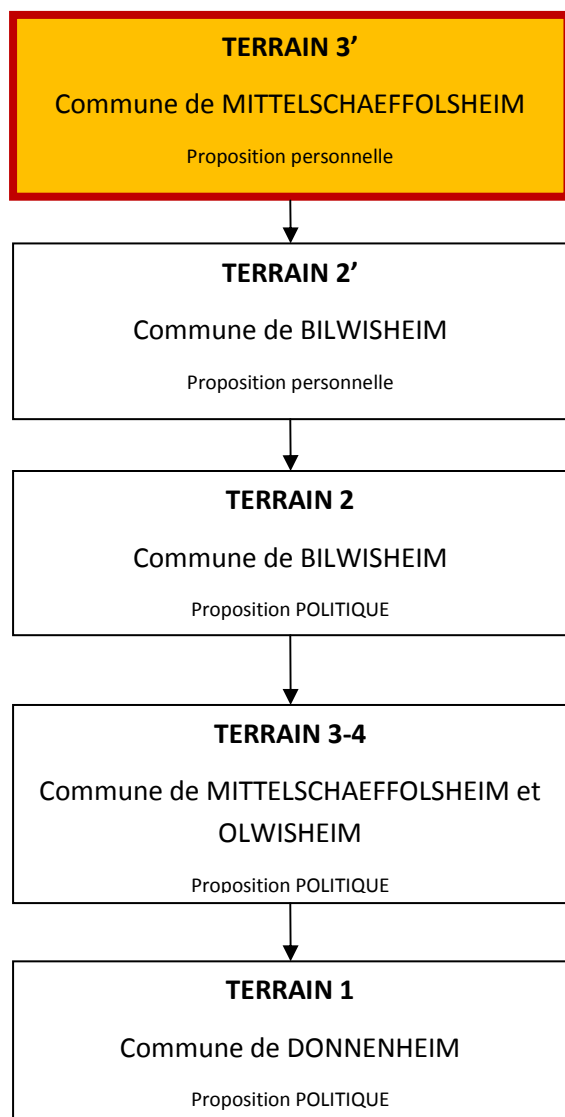 TERRAIN 3’
Commune de MITTELSCHAEFFOLSHEIM
Proposition personnelle
TERRAIN 2’
Commune de BILWISHEIM
Proposition personnelle
TERRAIN 2
Commune de BILWISHEIM
Proposition POLITIQUE
TERRAIN 3-4
Commune de MITTELSCHAEFFOLSHEIM et
OLWISHEIM
Proposition POLITIQUE
TERRAIN 1
Commune de DONNENHEIM
Proposition POLITIQUE